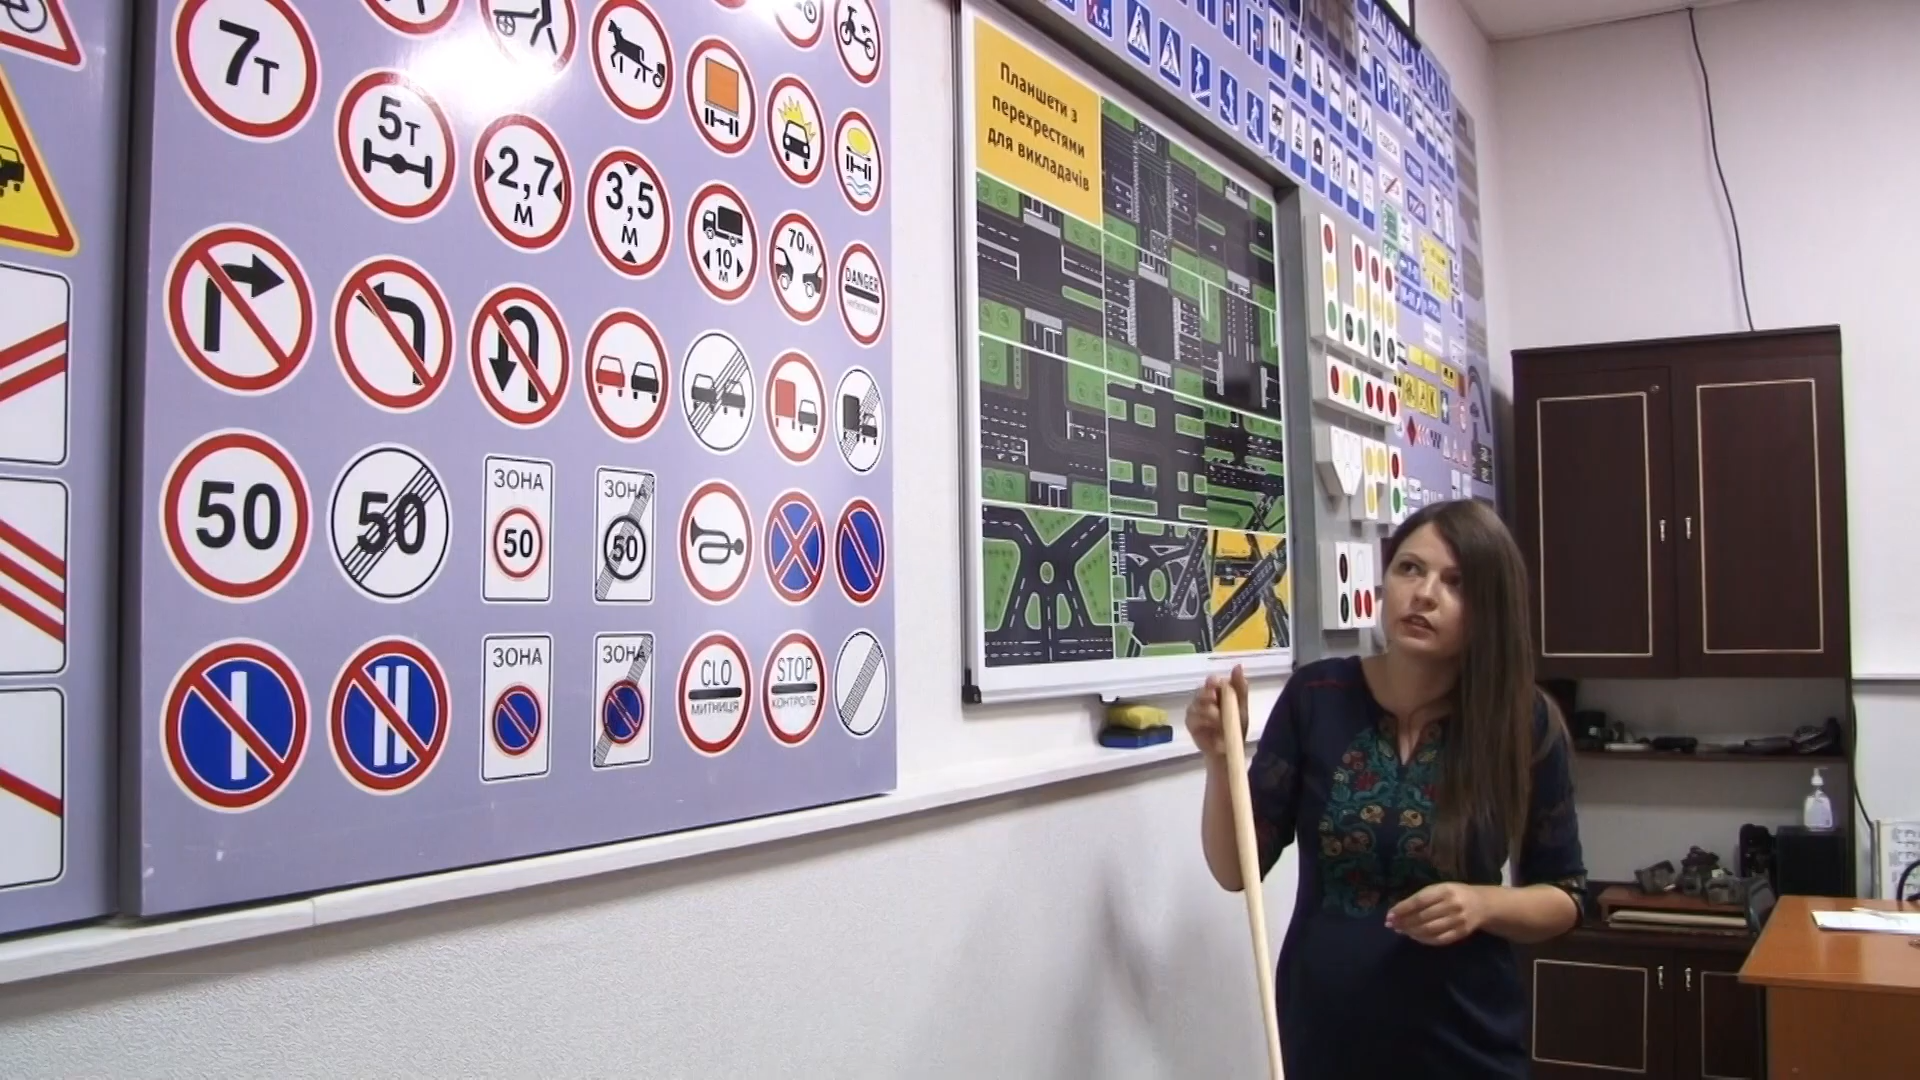 7т
5т
2,7
м
3,5
м
10
м
70 м
DANGER
небезпека
50
50
ЗОНА
50
ЗОНА
50
ЗОНА
ЗОНА
CLO
МИТНИЦЯ
STOP
КОНТРОЛЬ
Планшети з
перехрестями
для викладачів